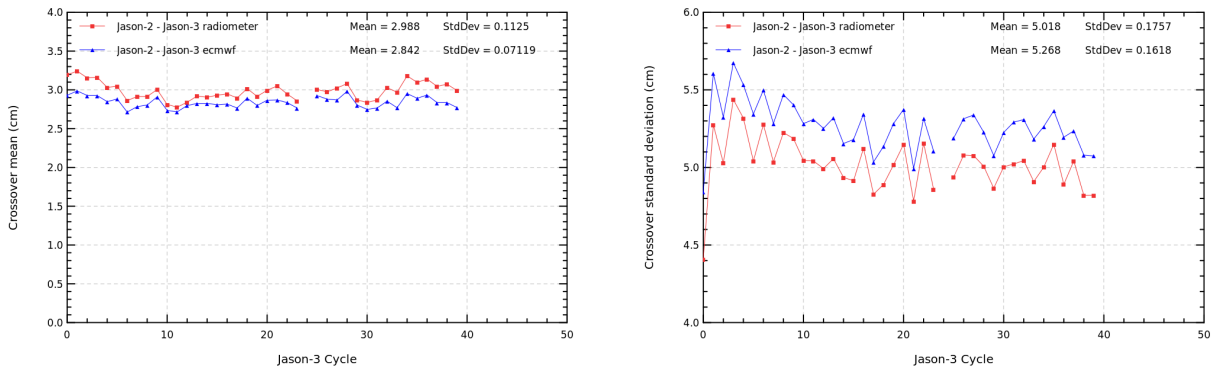 4.0
3.5
3.0
2.5
2.0
1.5
1.0
0.5
0.0
Crossover mean (cm)
Jason-2 - Jason-3 radiometer Mean = 2.988 StdDev = 0.1125
Jason-2 - Jason-3 ecmwf Mean = 2.842 StdDev = 0.07119
0 10 20 30 40 50
Jason-3 Cycle
6.0
5.5
5.0
4.5
4.0
Crossover standard deviation (cm)
Jason-2 - Jason-3 radiometer Mean = 5.018 StdDev = 0.1757
Jason-2 - Jason-3 ecmwf Mean = 5.268 StdDev = 0.1618
0 10 20 30 40 50
Jason-3 Cycle